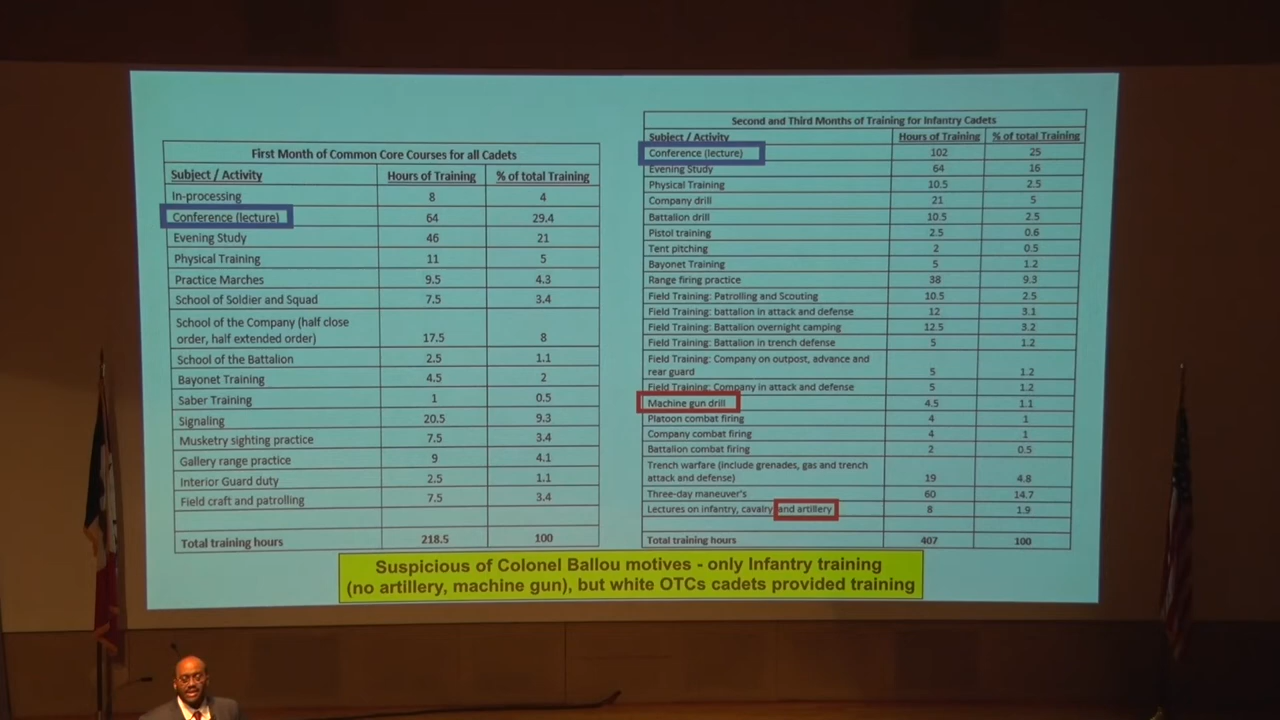 First Month of Common Core Courses for all Cadets
Subject / Activity Hours of Training % of total Training
In-processing 8 4
Conference (lecture) 64 29.4
Evening Study 46 21
Physical Training 11 5
Practice Marches 9.5 4.3
School of Soldier and Squad 7.5 3.4
School of the Company (half close
order, half extended order) 17.5 8
School of the Battalion 2.5 1.1
Bayonet Training 4.5 2
Saber Training 1 0.5
Signaling 20.5 9.3
Musketry sighting practice 7.5 3.4
Gallery range practice 9 4.1
Interior Guard duty 2.5 1.1
Field craft and patrolling 7.5 3.4
Total training hours 218.5 100
Second and Third Months of Training for Infantry Cadets
Subject / Activity Hours of Training % of total Training
Conference (lecture) 102 25
Evening Study 64 16
Physical Training 10.5 2.5
Company drill 21 5
Battalion drill 10.5 2.5
Pistol training 2.5 0.6
Tent pitching 2 0.5
Bayonet Training 5 1.2
Range firing practice 38 9.3
Field Training: Patrolling and Scouting 10.5 2.5
Field Training: battalion in attack and defense 12 3.1
Field Training: Battalion overnight camping 12.5 3.2
Field Training: Battalion in trench defense 5 1.2
Field Training: Company on outpost, advance and
rear guard 5 1.2
Field Training: Company in attack and defense 5 1.2
Machine gun drill 4.5 1.1
Platoon combat firing 4 1
Company combat firing 4 1
Battalion combat firing 2 0.5
Trench warfare (include grenades, gas and trench
attack and defense) 19 4.8
Three-day maneuver's 60 14.7
Lectures on infantry, cavalry and artillery 8 1.9
Total training hours 407 100
Suspicious of Colonel Ballou motives - only Infantry training
(no artillery, machine gun), but white OTCs cadets provided training